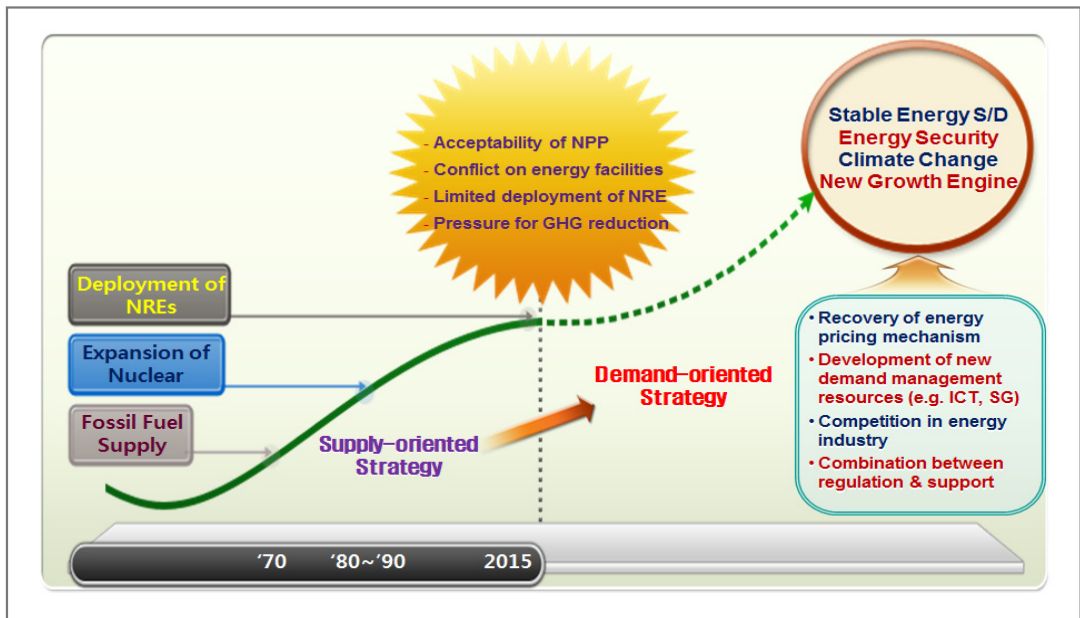 - Acceptability of NPP
- Conflict on energy facilities
- Limited deployment of NRE
- Pressure for GHG reduction
Stable Energy S/D
Energy Security
Climate Change
New Growth Engine
Deployment of
NREs
Expansion of
Nuclear
Fossil Fuel
Supply
Supply-oriented
Strategy
Demand-oriented
Strategy
• Recovery of energy
pricing mechanism
• Development of new
demand management
resources (e.g. ICT, SG)
• Competition in energy
industry
• Combination between
regulation & support
‘70
‘80~’90
2015